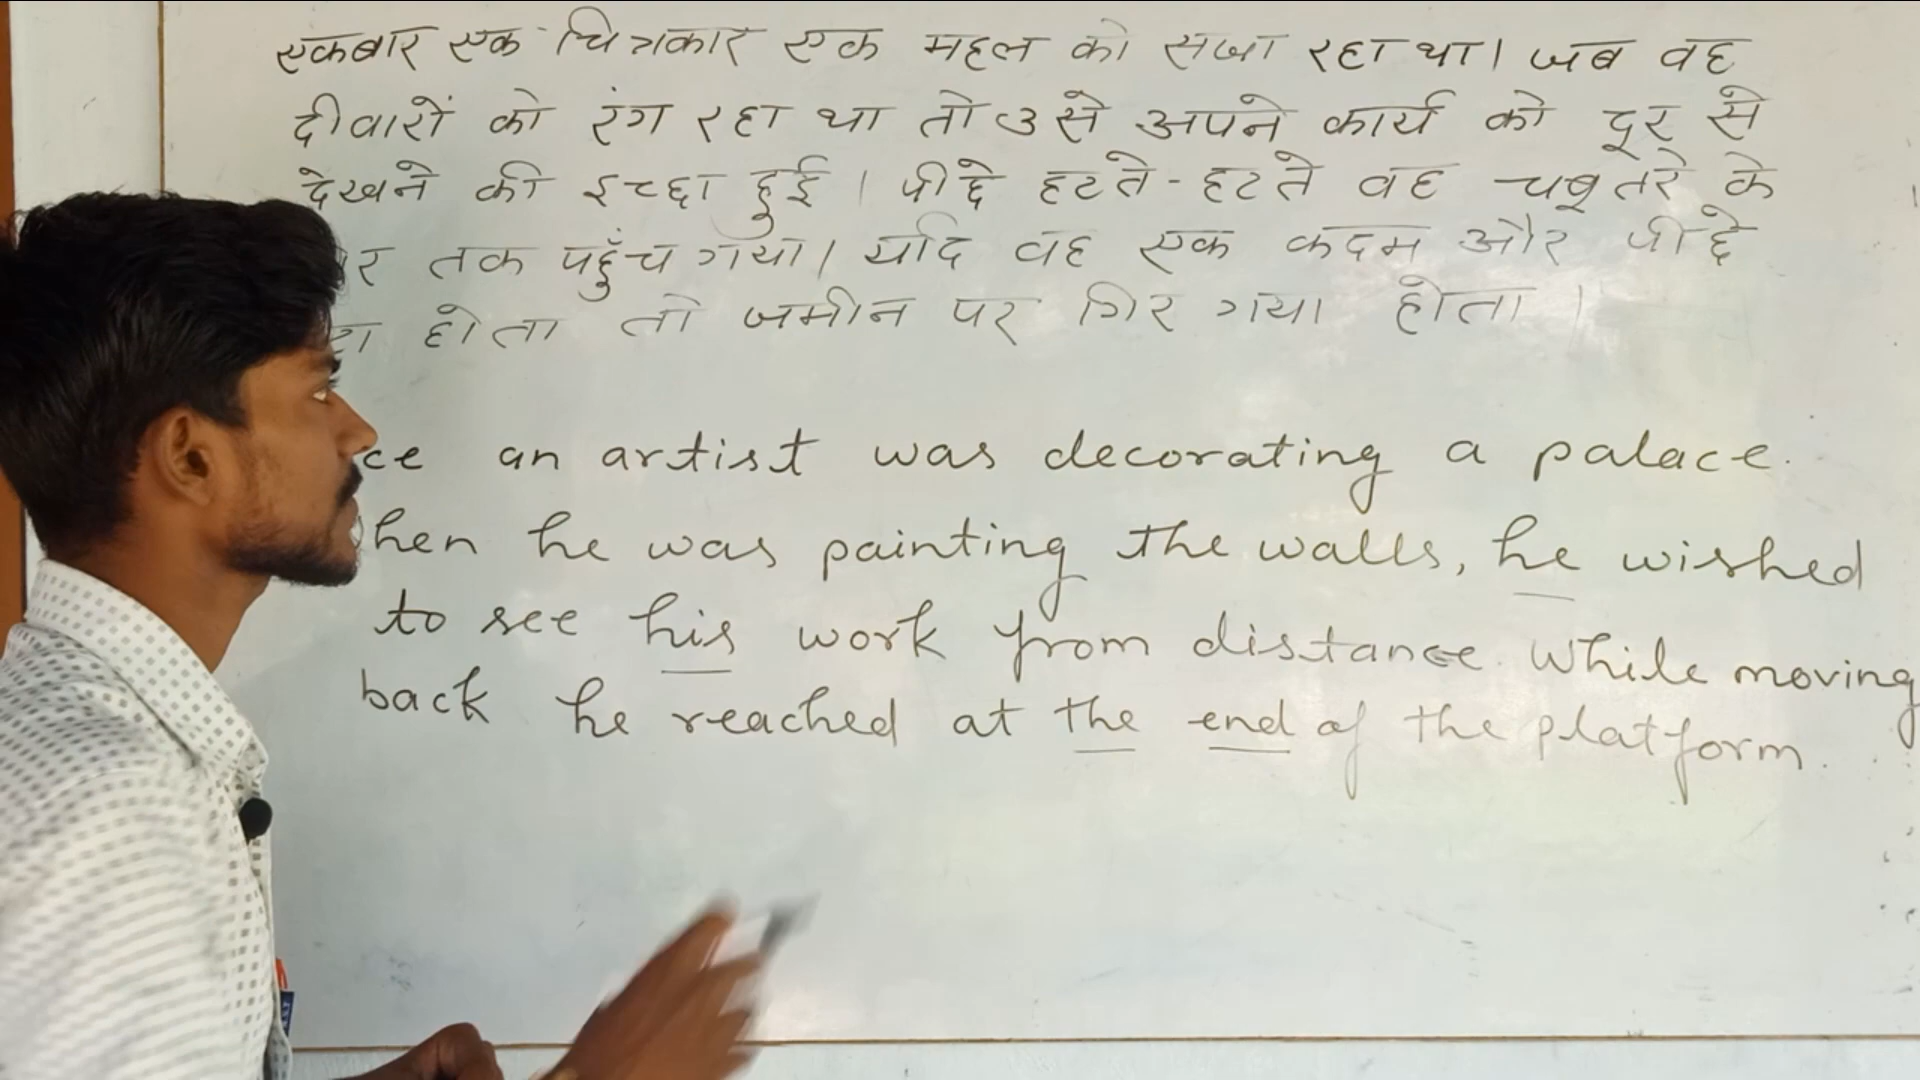 एकबार एक चित्रकार एक महल को सजा रहा था। जब वह
दीवारों को रंग रहा था तो उसे अपने कार्य को दूर से
देखने की इच्छा हुई। पीछे हटते-हटते वह चबूतरे के
तक पहुँच गया। यदि वह एक कदम और पीछे
होता तो जमीन पर गिर गया होता।
ce an artist was decorating a palace.
hen he was painting the walls, he wished
to see his work from distance. While moving
back he reached at the end of the platform.